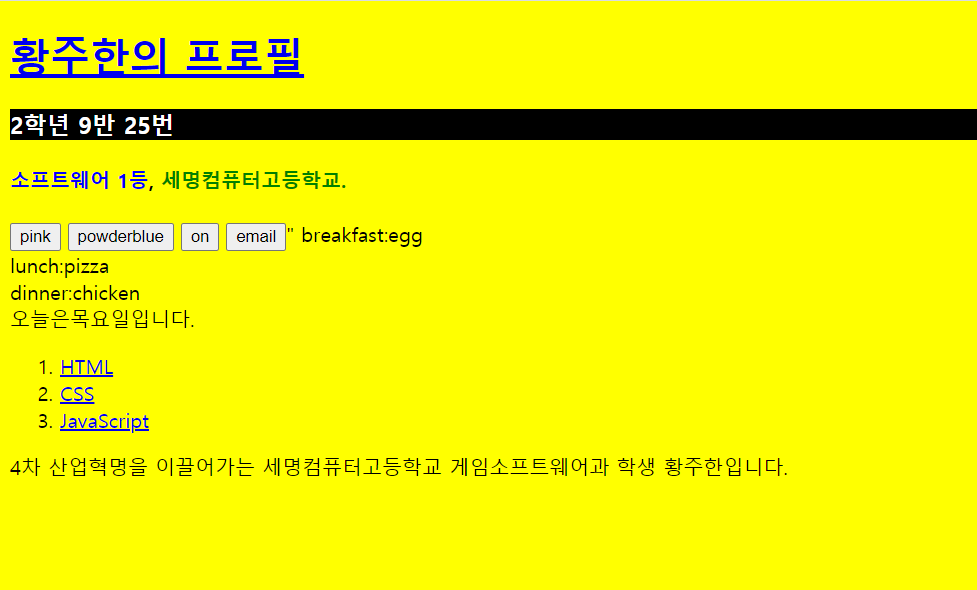 황주한의 프로필
2학년 9반 25번
소프트웨어 1등, 세명컴퓨터고등학교.
pink powderblue on email" breakfast:egg
lunch:pizza
dinner:chicken
오늘은목요일입니다.
1. HTML
2. CSS
3. JavaScript
4차 산업혁명을 이끌어가는 세명컴퓨터고등학교 게임소프트웨어과 학생 황주한입니다.